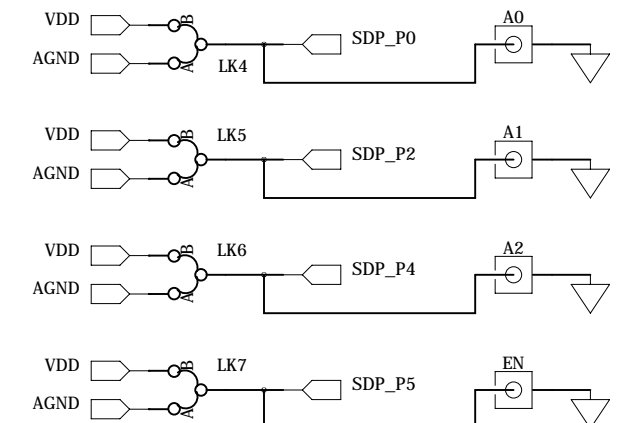 VDD B A0
SDP_P0
AGND A LK4
VDD B LK5 A1
SDP_P2
AGND A
VDD B LK6 A2
SDP_P4
AGND A
VDD B LK7 EN
SDP_P5
AGND A